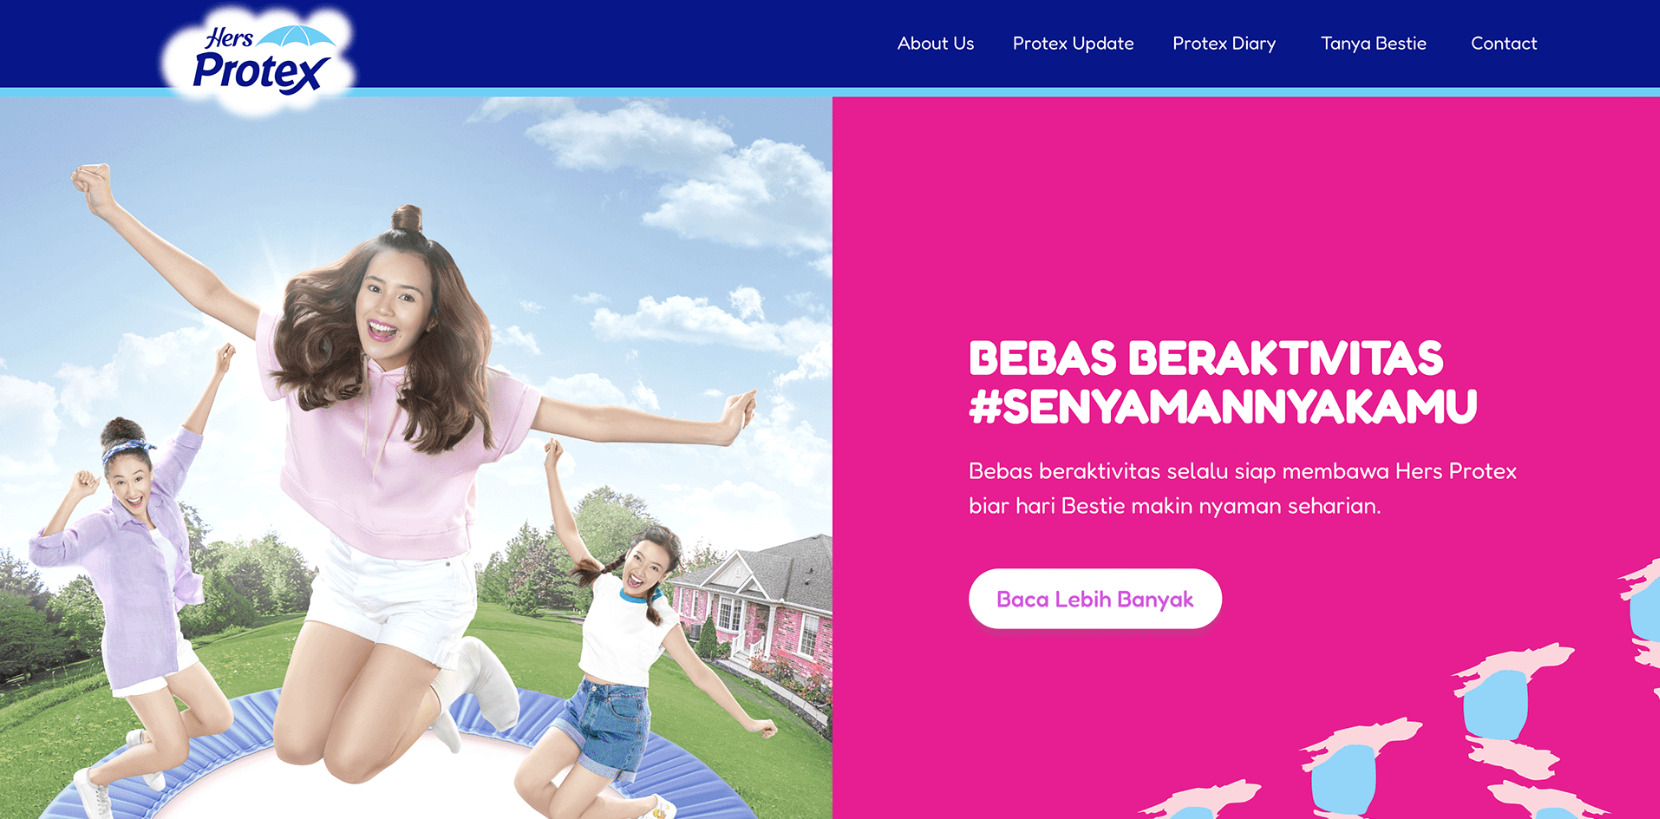 Hers
Protex
About Us
Protex Update
Protex Diary
Tanya Bestie
Contact
BEBAS BERAKTIVITAS
#SENYAMANNYAKAMU
Bebas beraktivitas selalu siap membawa Hers Protex
biar hari Bestie makin nyaman seharian.
Baca Lebih Banyak